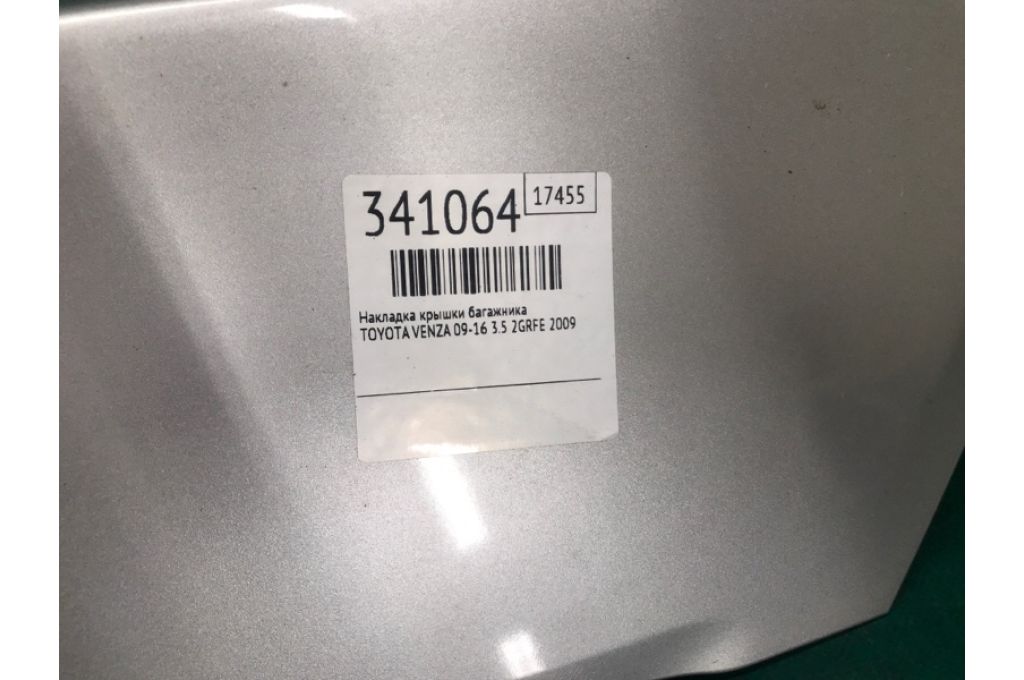 341064
17455
Накладка крышки багажника
TOYOTA VENZA 09-16 3.5 2GRFE 2009